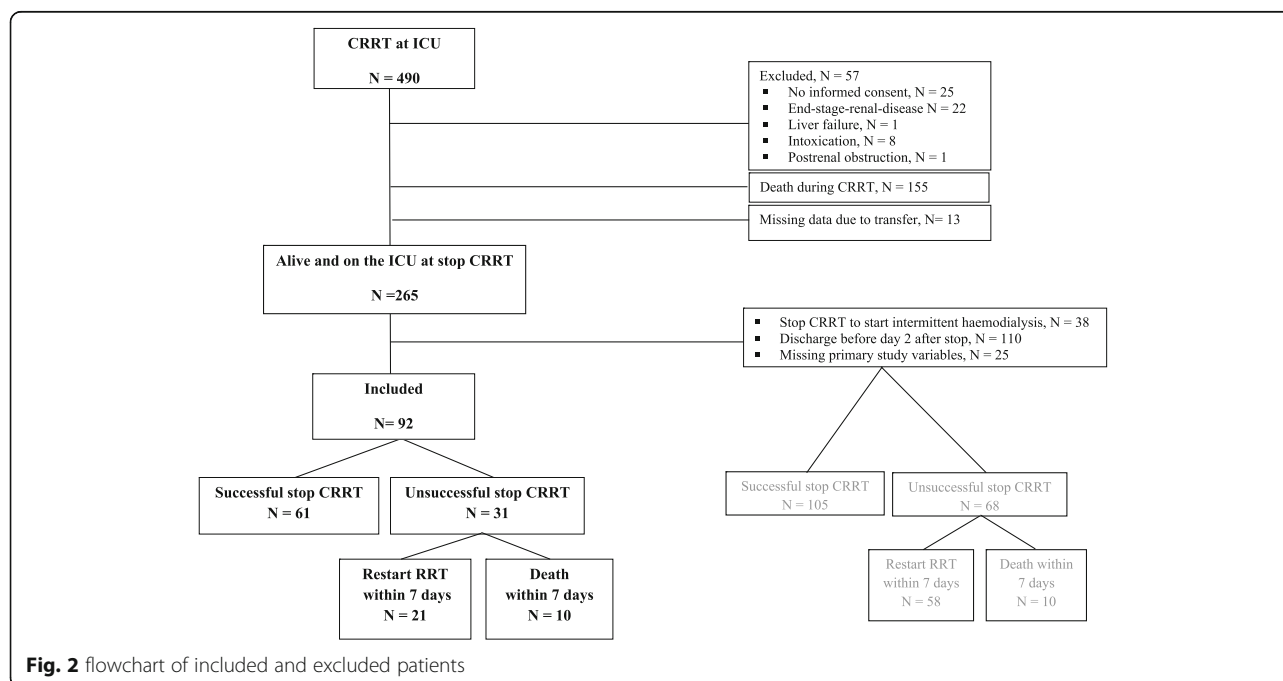 CRRT at ICU
N = 490
Excluded, N = 57
▪ No informed consent, N = 25
▪ End-stage-renal-disease N = 22
▪ Liver failure, N = 1
▪ Intoxication, N = 8
▪ Postrenal obstruction, N = 1
Death during CRRT, N = 155
Missing data due to transfer, N= 13
Alive and on the ICU at stop CRRT
N =265
▪ Stop CRRT to start intermittent haemodialysis, N = 38
▪ Discharge before day 2 after stop, N = 110
▪ Missing primary study variables, N = 25
Included
N= 92
Successful stop CRRT
N = 61
Unsuccessful stop CRRT
N = 31
Restart RRT
within 7 days
N = 21
Death
within 7 days
N = 10
Successful stop CRRT
N = 105
Unsuccessful stop CRRT
N = 68
Restart RRT
within 7 days
N = 58
Death within
7 days
N = 10
Fig. 2 flowchart of included and excluded patients